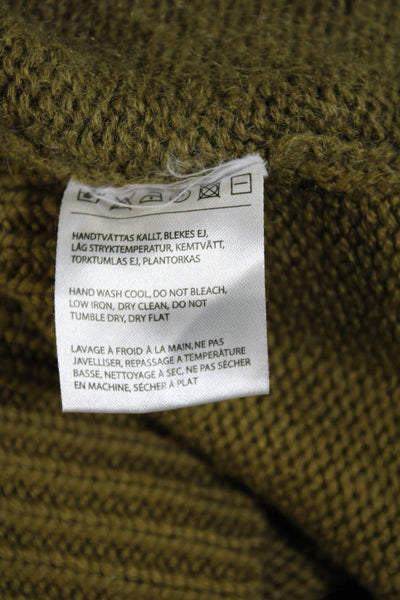 HANDTVÄTTAS KALLT, BLEKES EJ,
LÅG STRYKTEMPERATUR, KEMTVÄTT,
TORKTUMLAS EJ, PLANTORKAS
HAND WASH COOL, DO NOT BLEACH,
LOW IRON, DRY CLEAN, DO NOT
TUMBLE DRY, DRY FLAT
LAVAGE À FROID À LA MAIN, NE PAS
JAVELLISER, REPASSAGE A TEMPÉRATURE
BASSE, NETTOYAGE À SEC, NE PAS SÉCHER
EN MACHINE, SÉCHER À PLAT